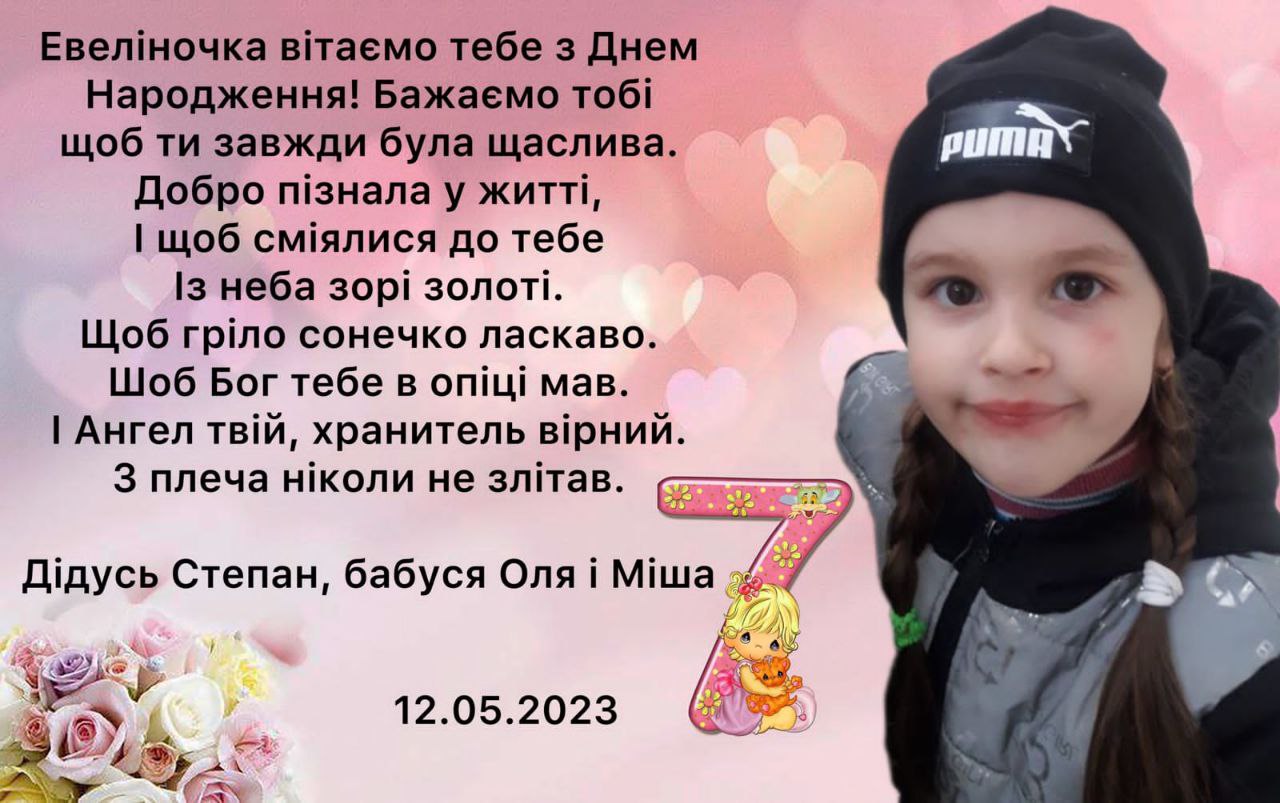 Евеліночка вітаємо тебе з Днем
Народження! Бажаємо тобі
щоб ти завжди була щаслива.
Добро пізнала у житті,
І щоб сміялися до тебе
Із неба зорі золоті.
Щоб гріло сонечко ласкаво.
Шоб Бог тебе в опіці мав.
І Ангел твій, хранитель вірний.
З плеча ніколи не злітав.
Дідусь Степан, бабуся Оля і Міша
12.05.2023
7
PUMA